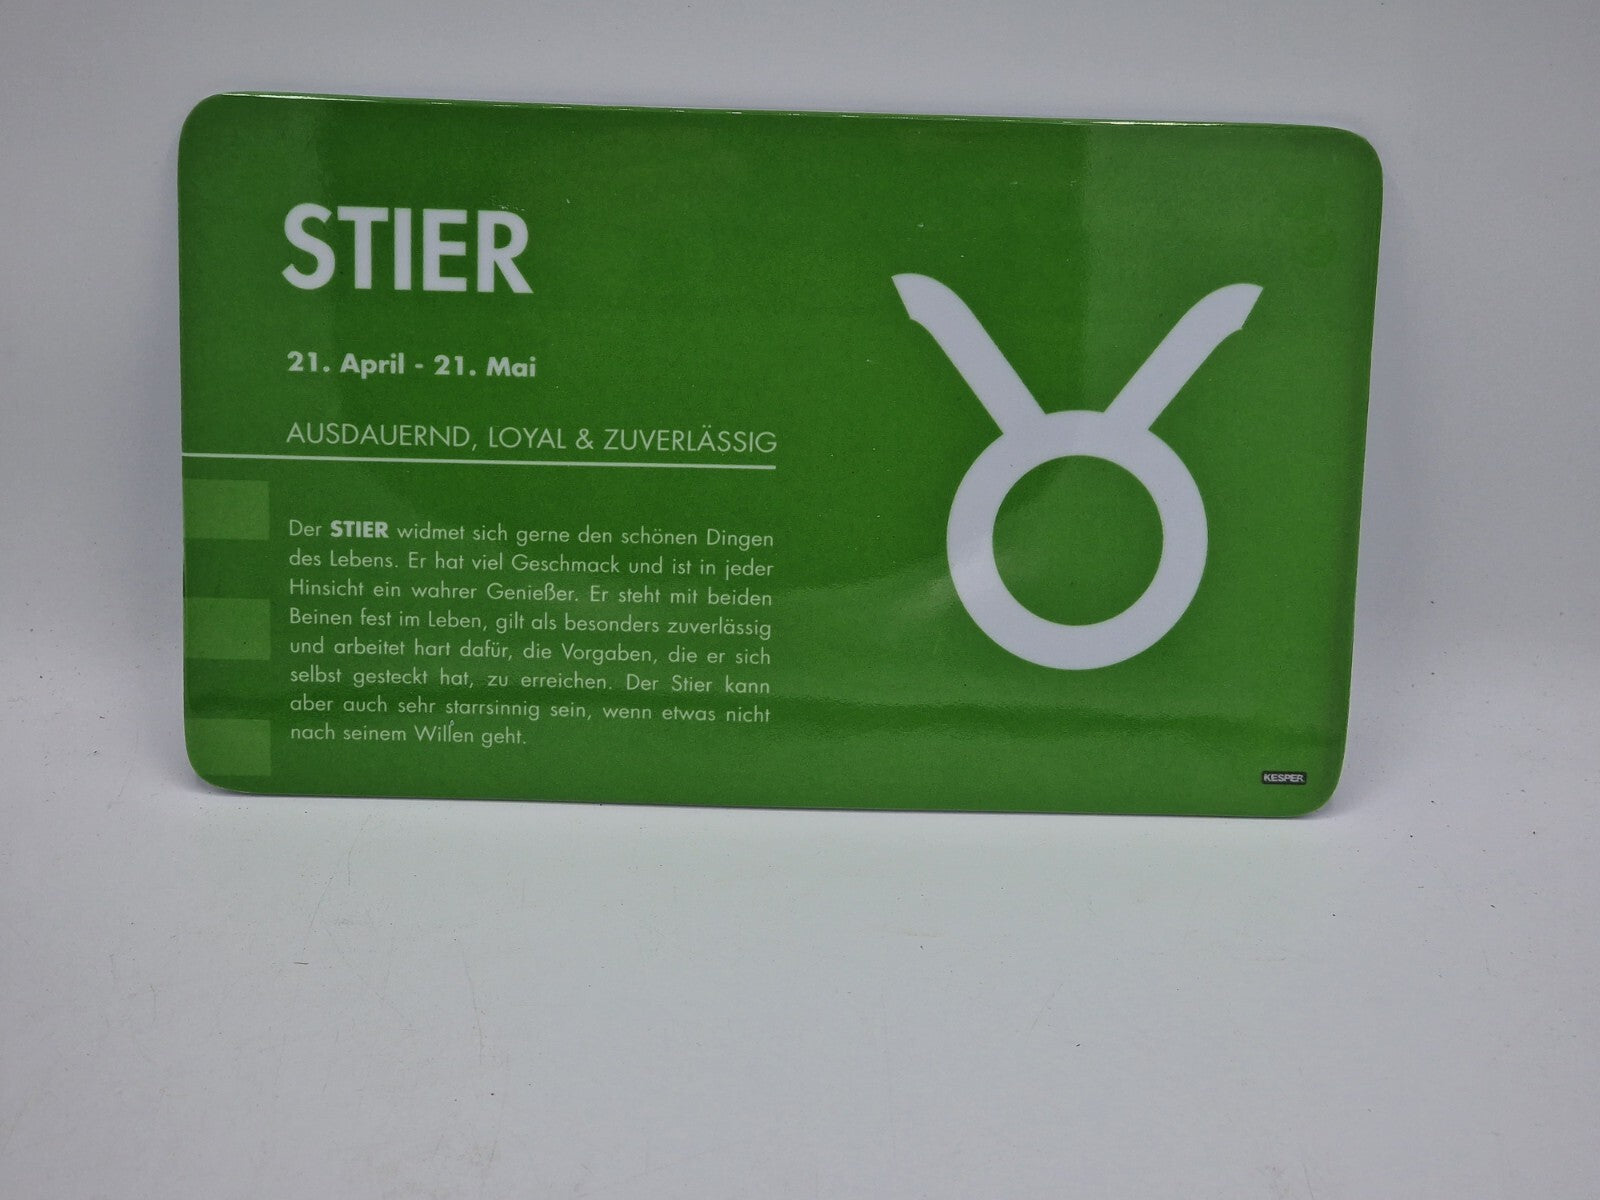 STIER
21. April - 21. Mai
AUSDAUERND, LOYAL & ZUVERLÄSSIG
Der STIER widmet sich gerne den schönen Dingen
des Lebens. Er hat viel Geschmack und ist in jeder
Hinsicht ein wahrer Genießer. Er steht mit beiden
Beinen fest im Leben, gilt als besonders zuverlässig
und arbeitet hart dafür, die Vorgaben, die er sich
selbst gesteckt hat, zu erreichen. Der Stier kann
aber auch sehr starrsinnig sein, wenn etwas nicht
nach seinem Willen geht.
KESPER